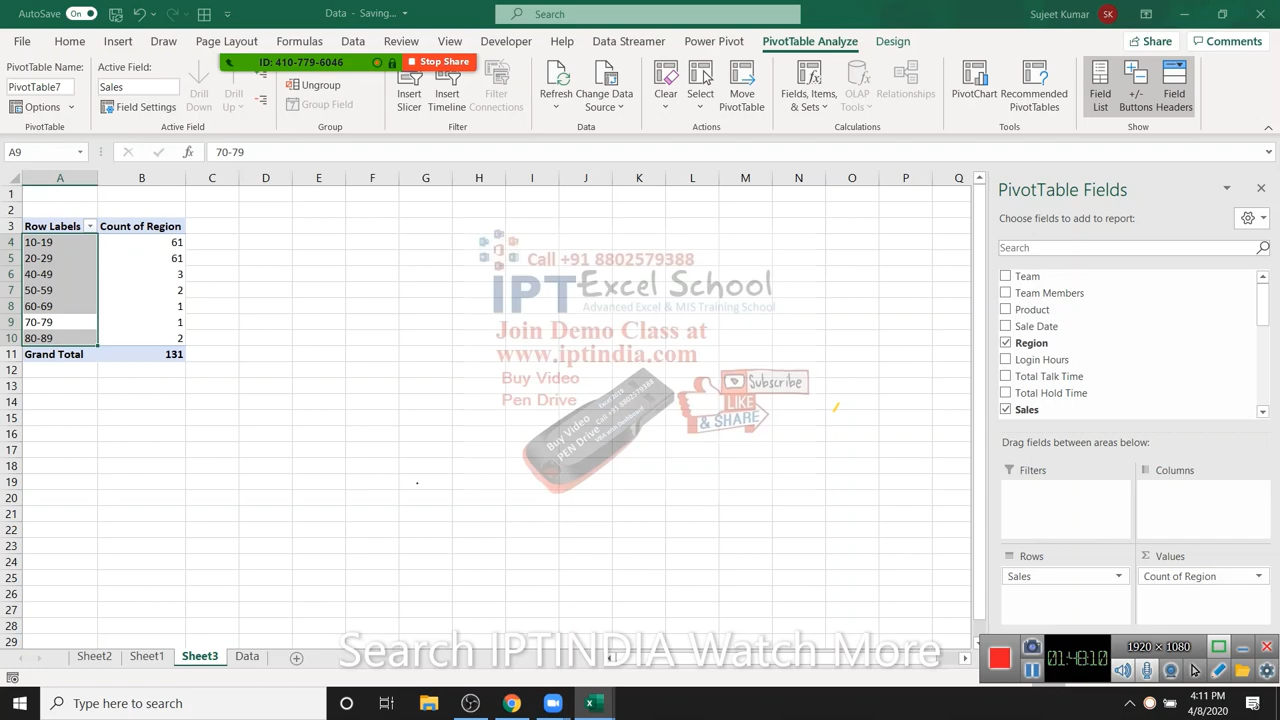 AutoSave On Data - Saving... Search Sujeet Kumar SK
File Home Insert Draw Page Layout Formulas Data Review View Developer Help Data Streamer Power Pivot PivotTable Analyze Design Share Comments
ID: 410-779-6046 Stop Share
PivotTable Name:
PivotTable7
Options
PivotTable
Active Field:
Sales
Field Settings
Drill Down
Drill Up
Active Field
Ungroup
Group Field
Group
Insert Slicer
Insert Timeline
Filter Connections
Filter
Refresh
Change Data Source
Data
Clear
Select
Move PivotTable
Actions
Fields, Items, & Sets
OLAP Tools
Relationships
Calculations
PivotChart
Recommended PivotTables
Tools
Field List
+/- Buttons
Field Headers
Show
A9 fx 70-79
A B C D E F G H I J K L M N O P Q
1
2
3 Row Labels Count of Region
4 10-19 61
5 20-29 61
6 40-49 3
7 50-59 2
8 60-69 1
9 70-79 1
10 80-89 2
11 Grand Total 131
12
13
14
15
16
17
18
19
20
21
22
23
24
25
26
27
28
29
Call +91 8802579388
IPT Excel School
Advanced Excel & MIS Training School
Join Demo Class at
www.iptindia.com
Buy Video
Pen Drive
Buy Video
PEN Drive
Call +91 8802579388
Subscribe
LIKE
& SHARE
PivotTable Fields
Choose fields to add to report:
Search
Team
Team Members
Product
Sale Date
Region
Login Hours
Total Talk Time
Total Hold Time
Sales
Drag fields between areas below:
Filters
Columns
Rows
Values
Sales
Count of Region
Sheet2 Sheet1 Sheet3 Data
Search IPTINDIA Watch More
01:48:10
1920 × 1080
Type here to search
4:11 PM
4/8/2020